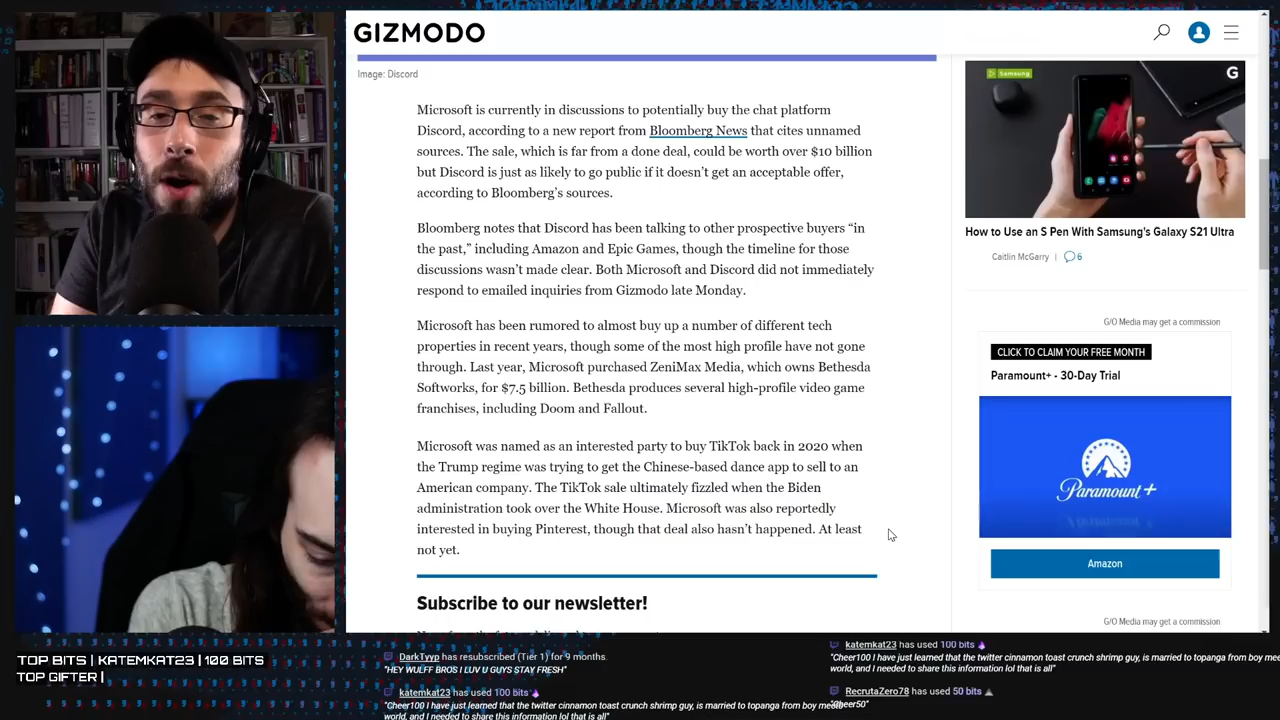 GIZMODO
Image: Discord
Microsoft is currently in discussions to potentially buy the chat platform
Discord, according to a new report from Bloomberg News that cites unnamed
sources. The sale, which is far from a done deal, could be worth over $10 billion
but Discord is just as likely to go public if it doesn't get an acceptable offer,
according to Bloomberg's sources.
Bloomberg notes that Discord has been talking to other prospective buyers “in
the past,” including Amazon and Epic Games, though the timeline for those
discussions wasn't made clear. Both Microsoft and Discord did not immediately
respond to emailed inquiries from Gizmodo late Monday.
Microsoft has been rumored to almost buy up a number of different tech
properties in recent years, though some of the most high profile have not gone
through. Last year, Microsoft purchased ZeniMax Media, which owns Bethesda
Softworks, for $7.5 billion. Bethesda produces several high-profile video game
franchises, including Doom and Fallout.
Microsoft was named as an interested party to buy TikTok back in 2020 when
the Trump regime was trying to get the Chinese-based dance app to sell to an
American company. The TikTok sale ultimately fizzled when the Biden
administration took over the White House. Microsoft was also reportedly
interested in buying Pinterest, though that deal also hasn't happened. At least
not yet.
Subscribe to our newsletter!
Samsung
G
How to Use an S Pen With Samsung's Galaxy S21 Ultra
Caitlin McGarry | 6
G/O Media may get a commission
CLICK TO CLAIM YOUR FREE MONTH
Paramount+ - 30-Day Trial
Paramount+
Amazon
G/O Media may get a commission
TOP BITS | KATEMKAT23 | 100 BITS
TOP GIFTER |
DarkTyyp has resubscribed (Tier 1) for 9 months.
"HEY WULFF BROS I LUV U GUYS STAY FRESH"
katemkat23 has used 100 bits
"Cheer100 I have just learned that the twitter cinnamon toast crunch shrimp guy, is married to topanga from boy meets
world, and I needed to share this information lol that is all"
katemkat23 has used 100 bits
"Cheer100 I have just learned that the twitter cinnamon toast crunch shrimp guy, is married to topanga from boy me
world, and I needed to share this information lol that is all"
RecrutaZero78 has used 50 bits
"Cheer50"